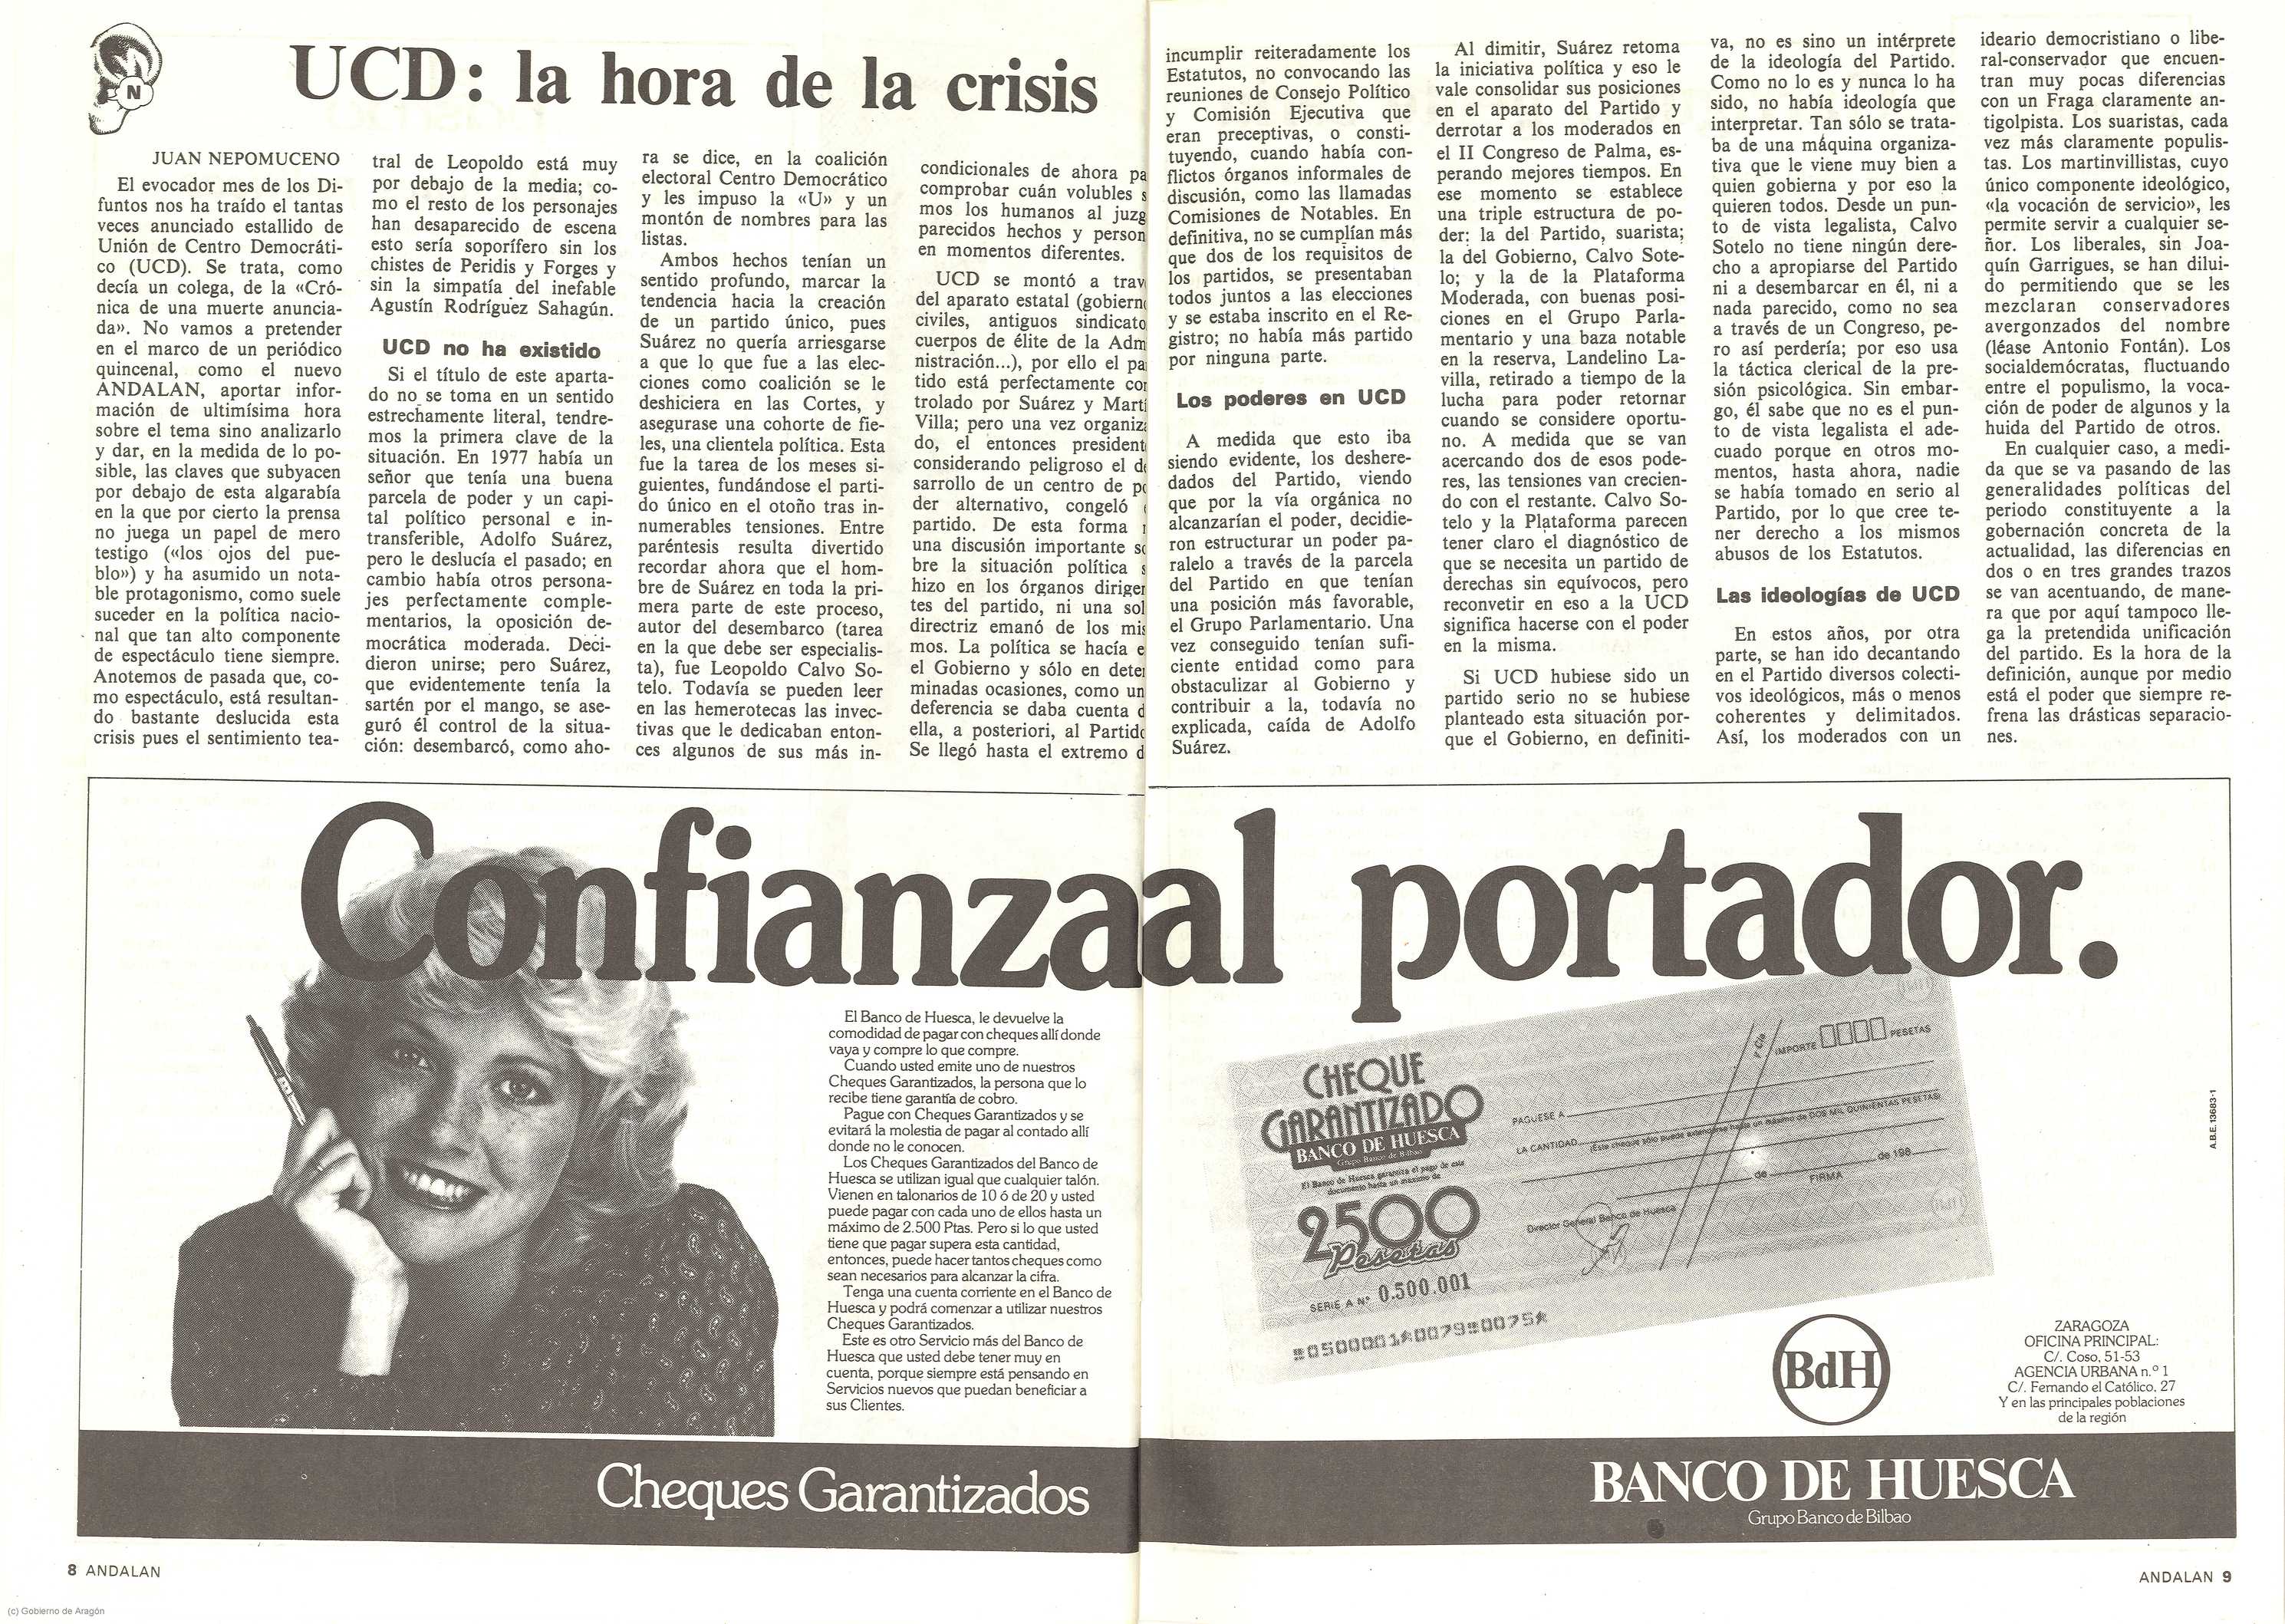 N
UCD: la hora de la crisis
JUAN NEPOMUCENO
El evocador mes de los Di-
funtos nos ha traído el tantas
veces anunciado estallido de
Unión de Centro Democráti-
co (UCD). Se trata, como
decía un colega, de la «Cró-
nica de una muerte anuncia-
da». No vamos a pretender
en el marco de un periódico
quincenal, como el nuevo
ANDALAN, aportar infor-
mación de ultimísima hora
sobre el tema sino analizarlo
y dar, en la medida de lo po-
sible, las claves que subyacen
por debajo de esta algarabía
en la que por cierto la prensa
no juega un papel de mero
testigo («los ojos del pue-
blo») y ha asumido un nota-
ble protagonismo, como suele
suceder en la política nacio-
nal que tan alto componente
de espectáculo tiene siempre.
Anotemos de pasada que, co-
mo espectáculo, está resultan-
do bastante deslucida esta
crisis pues el sentimiento tea-
tral de Leopoldo está muy
por debajo de la media; co-
mo el resto de los personajes
han desaparecido de escena
esto sería soporífero sin los
chistes de Peridis y Forges y
sin la simpatía del inefable
Agustín Rodríguez Sahagún.
UCD no ha existido
Si el título de este aparta-
do no se toma en un sentido
estrechamente literal, tendre-
mos la primera clave de la
situación. En 1977 había un
señor que tenía una buena
parcela de poder y un capi-
tal político personal e in-
transferible, Adolfo Suárez,
pero le deslucía el pasado; en
cambio había otros persona-
jes perfectamente comple-
mentarios, la oposición de-
mocrática moderada. Deci-
dieron unirse; pero Suárez,
que evidentemente tenía la
sartén por el mango, se ase-
guró él control de la situa-
ción: desembarcó, como aho-
ra se dice, en la coalición
electoral Centro Democrático
y les impuso la «U» y un
montón de nombres para las
listas.
Ambos hechos tenían un
sentido profundo, marcar la
tendencia hacia la creación
de un partido único, pues
Suárez no quería arriesgarse
a que lo que fue a las elec-
ciones como coalición se le
deshiciera en las Cortes, y
asegurase una cohorte de fie-
les, una clientela política. Esta
fue la tarea de los meses si-
guientes, fundándose el parti-
do único en el otoño tras in-
numerables tensiones. Entre
paréntesis resulta divertido
recordar ahora que el hom-
bre de Suárez en toda la pri-
mera parte de este proceso,
autor del desembarco (tarea
en la que debe ser especialis-
ta), fue Leopoldo Calvo So-
telo. Todavía se pueden leer
en las hemerotecas las invec-
tivas que le dedicaban enton-
ces algunos de sus más in-
condicionales de ahora pa
comprobar cuán volubles s
mos los humanos al juzg
parecidos hechos y person
en momentos diferentes.
UCD se montó a trav
del aparato estatal (gobiern
civiles, antiguos sindicato
cuerpos de élite de la Adm
nistración...), por ello el pa
tido está perfectamente con
trolado por Suárez y Martí
Villa; pero una vez organiz
do, el entonces president
considerando peligroso el d
sarrollo de un centro de po
der alternativo, congeló
partido. De esta forma
una discusión importante so
bre la situación política s
hizo en los órganos dirigen
tes del partido, ni una sol
directriz emanó de los mis
mos. La política se hacía e
el Gobierno y sólo en deter
minadas ocasiones, como un
deferencia se daba cuenta d
ella, a posteriori, al Partido
Se llegó hasta el extremo d
incumplir reiteradamente los
Estatutos, no convocando las
reuniones de Consejo Político
y Comisión Ejecutiva que
eran preceptivas, o consti-
tuyendo, cuando había con-
flictos órganos informales de
discusión, como las llamadas
Comisiones de Notables. En
definitiva, no se cumplían más
que dos de los requisitos de
los partidos, se presentaban
todos juntos a las elecciones
y se estaba inscrito en el Re-
gistro; no había más partido
por ninguna parte.
Los poderes en UCD
A medida que esto iba
siendo evidente, los deshere-
dados del Partido, viendo
que por la vía orgánica no
alcanzarían el poder, decidie-
ron estructurar un poder pa-
ralelo a través de la parcela
del Partido en que tenían
una posición más favorable,
el Grupo Parlamentario. Una
vez conseguido tenían sufi-
ciente entidad como para
obstaculizar al Gobierno y
contribuir a la, todavía no
explicada, caída de Adolfo
Suárez.
Al dimitir, Suárez retoma
la iniciativa política y eso le
vale consolidar sus posiciones
en el aparato del Partido y
derrotar a los moderados en
el II Congreso de Palma, es-
perando mejores tiempos. En
ese momento se establece
una triple estructura de po-
der: la del Partido, suarista;
la del Gobierno, Calvo Sote-
lo; y la de la Plataforma
Moderada, con buenas posi-
ciones en el Grupo Parla-
mentario y una baza notable
en la reserva, Landelino La-
villa, retirado a tiempo de la
lucha para poder retornar
cuando se considere oportu-
no. A medida que se van
acercando dos de esos pode-
res, las tensiones van crecien-
do con el restante. Calvo So-
telo y la Plataforma parecen
tener claro el diagnóstico de
que se necesita un partido de
derechas sin equívocos, pero
reconvetir en eso a la UCD
significa hacerse con el poder
en la misma.
Si UCD hubiese sido un
partido serio no se hubiese
planteado esta situación por-
que el Gobierno, en definiti-
va, no es sino un intérprete
de la ideología del Partido.
Como no lo es y nunca lo ha
sido, no había ideología que
interpretar. Tan sólo se trata-
ba de una máquina organiza-
tiva que le viene muy bien a
quien gobierna y por eso la
quieren todos. Desde un pun-
to de vista legalista, Calvo
Sotelo no tiene ningún dere-
cho a apropiarse del Partido
ni a desembarcar en él, ni a
nada parecido, como no sea
a través de un Congreso, pe-
ro así perdería; por eso usa
la táctica clerical de la pre-
sión psicológica. Sin embar-
go, él sabe que no es el pun-
to de vista legalista el ade-
cuado porque en otros mo-
mentos, hasta ahora, nadie
se había tomado en serio al
Partido, por lo que cree te-
ner derecho a los mismos
abusos de los Estatutos.
Las ideologías de UCD
En estos años, por otra
parte, se han ido decantando
en el Partido diversos colecti-
vos ideológicos, más o menos
coherentes y delimitados.
Así, los moderados con un
ideario democristiano o libe-
ral-conservador que encuen-
tran muy pocas diferencias
con un Fraga claramente an-
tigolpista. Los suaristas, cada
vez más claramente populis-
tas. Los martinvillistas, cuyo
único componente ideológico,
«la vocación de servicio», les
permite servir a cualquier se-
ñor. Los liberales, sin Joa-
quín Garrigues, se han dilui-
do permitiendo que se les
mezclaran conservadores
avergonzados del nombre
(léase Antonio Fontán). Los
socialdemócratas, fluctuando
entre el populismo, la voca-
ción de poder de algunos y la
huida del Partido de otros.
En cualquier caso, a medi-
da que se va pasando de las
generalidades políticas del
periodo constituyente a la
gobernación concreta de la
actualidad, las diferencias en
dos o en tres grandes trazos
se van acentuando, de mane-
ra que por aquí tampoco lle-
ga la pretendida unificación
del partido. Es la hora de la
definición, aunque por medio
está el poder que siempre re-
frena las drásticas separacio-
nes.
Confianza al portador.
El Banco de Huesca, le devuelve la
comodidad de pagar con cheques allí donde
vaya y compre lo que compre.
Cuando usted emite uno de nuestros
Cheques Garantizados, la persona que lo
recibe tiene garantía de cobro.
Pague con Cheques Garantizados y se
evitará la molestia de pagar al contado allí
donde no le conocen.
Los Cheques Garantizados del Banco de
Huesca se utilizan igual que cualquier talón.
Vienen en talonarios de 10 ó de 20 y usted
puede pagar con cada uno de ellos hasta un
máximo de 2.500 Ptas. Pero si lo que usted
tiene que pagar supera esta cantidad,
entonces, puede hacer tantos cheques como
sean necesarios para alcanzar la cifra.
Tenga una cuenta corriente en el Banco de
Huesca y podrá comenzar a utilizar nuestros
Cheques Garantizados.
Este es otro Servicio más del Banco de
Huesca que usted debe tener muy en
cuenta, porque siempre está pensando en
Servicios nuevos que puedan beneficiar a
sus Clientes.
CHEQUE
GARANTIZADO
BANCO DE HUESCA
Grupo Banco de Bilbao
El Banco de Huesca garantiza el pago de este
documento hasta un máximo de
2500
Pesetas
SERIE A N° 0.500.001
0500001 0079 0075
y Cía
IMPORTE PESETAS
PAGUESE A
LA CANTIDAD (Este cheque sólo puede extenderse hasta un máximo de DOS MIL QUINIENTAS PESETAS)
de de 198
FIRMA
Director General Banco de Huesca
A.B.E. 13683-1
BdH
ZARAGOZA
OFICINA PRINCIPAL:
C/. Coso, 51-53
AGENCIA URBANA n.º 1
C/. Fernando el Católico, 27
Y en las principales poblaciones
de la región
Cheques Garantizados
BANCO DE HUESCA
Grupo Banco de Bilbao
8 ANDALAN
ANDALAN 9
(c) Gobierno de Aragón